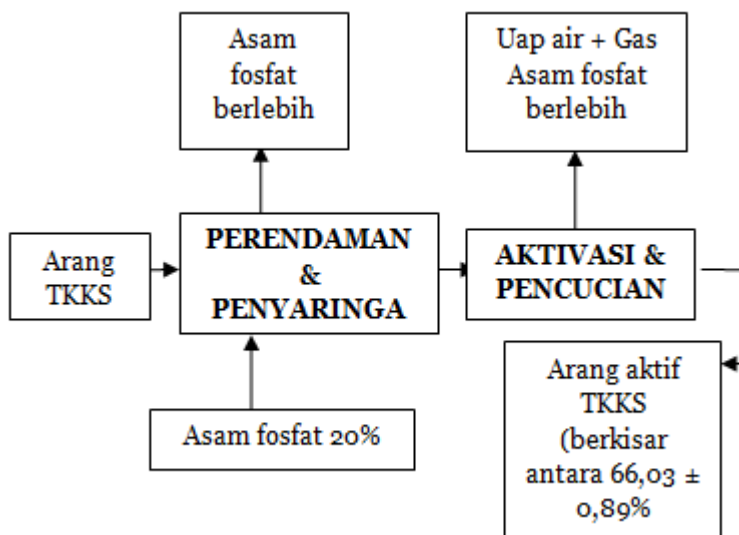 Asam
fosfat
berlebih
Uap air + Gas
Asam fosfat
berlebih
Arang
TKKS
PERENDAMAN
&
PENYARINGA
AKTIVASI &
PENCUCIAN
Asam fosfat 20%
Arang aktif
TKKS
(berkisar
antara 66,03 ±
0,89%